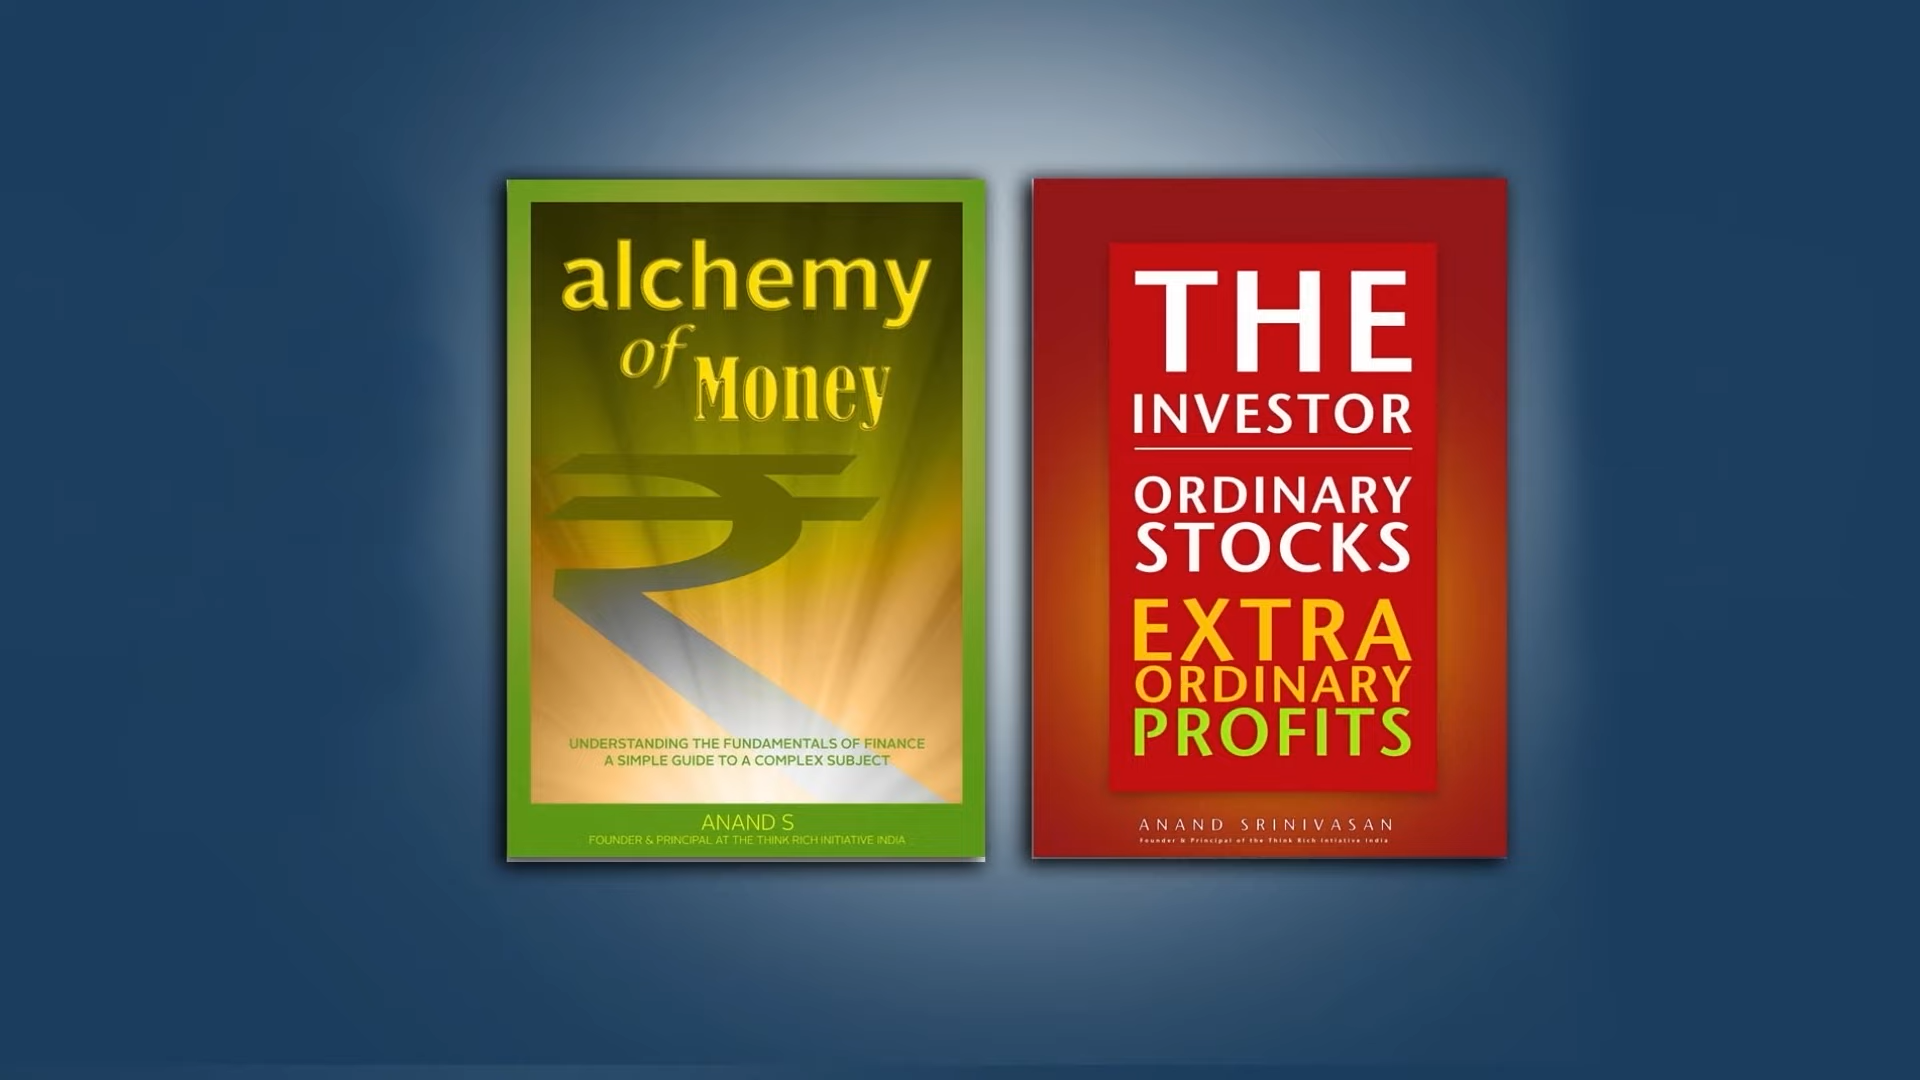 alchemy
of Money
UNDERSTANDING THE FUNDAMENTALS OF FINANCE
A SIMPLE GUIDE TO A COMPLEX SUBJECT
ANAND S
FOUNDER & PRINCIPAL AT THE THINK RICH INITIATIVE INDIA
THE
INVESTOR
ORDINARY
STOCKS
EXTRA
ORDINARY
PROFITS
ANAND SRINIVASAN
Founder & Principal of the Think Rich Intiative India